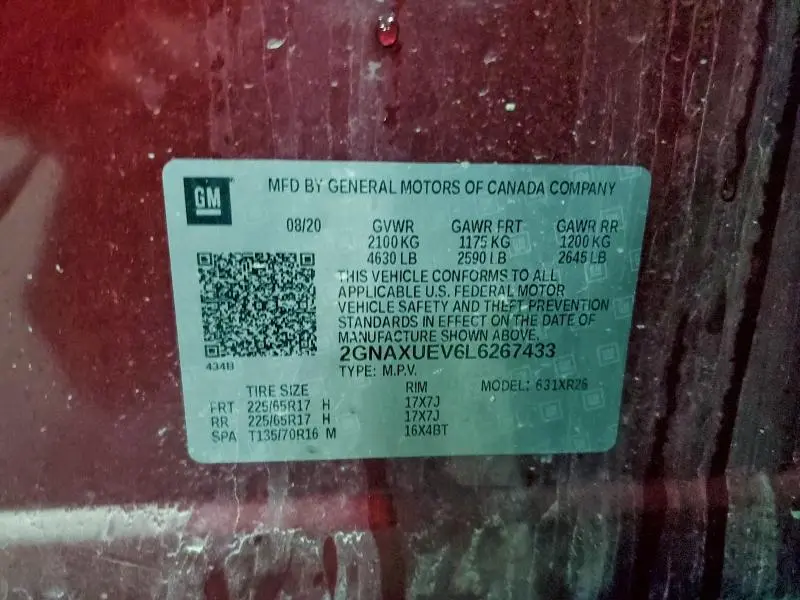 GM
MFD BY GENERAL MOTORS OF CANADA COMPANY
08/20 GVWR GAWR FRT GAWR RR
2100 KG 1175 KG 1200 KG
4630 LB 2590 LB 2645 LB
THIS VEHICLE CONFORMS TO ALL
APPLICABLE U.S. FEDERAL MOTOR
VEHICLE SAFETY AND THEFT PREVENTION
STANDARDS IN EFFECT ON THE DATE OF
MANUFACTURE SHOWN ABOVE.
2GNAXUEV6L6267433
434B
TYPE: M.P.V.
TIRE SIZE RIM MODEL: 631XR26
FRT 225/65R17 H 17X7J
RR 225/65R17 H 17X7J
SPA T135/70R16 M 16X4BT